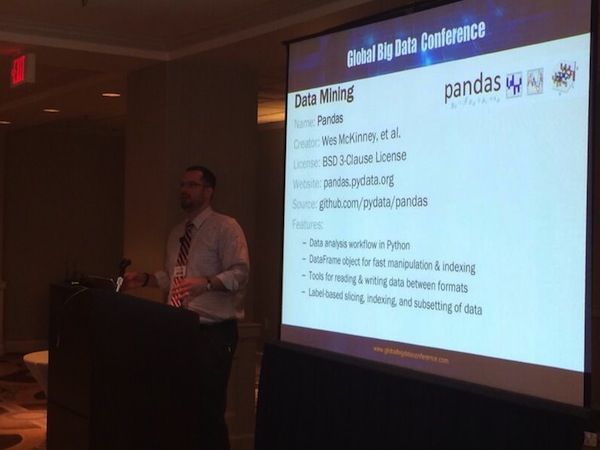 EXIT
Global Big Data Conference
Data Mining
pandas
Name: Pandas
Creator: Wes McKinney, et al.
License: BSD 3-Clause License
Website: pandas.pydata.org
Source: github.com/pydata/pandas
Features:
– Data analysis workflow in Python
– DataFrame object for fast manipulation & indexing
– Tools for reading & writing data between formats
– Label-based slicing, indexing, and subsetting of data
www.globalbigdataconference.com